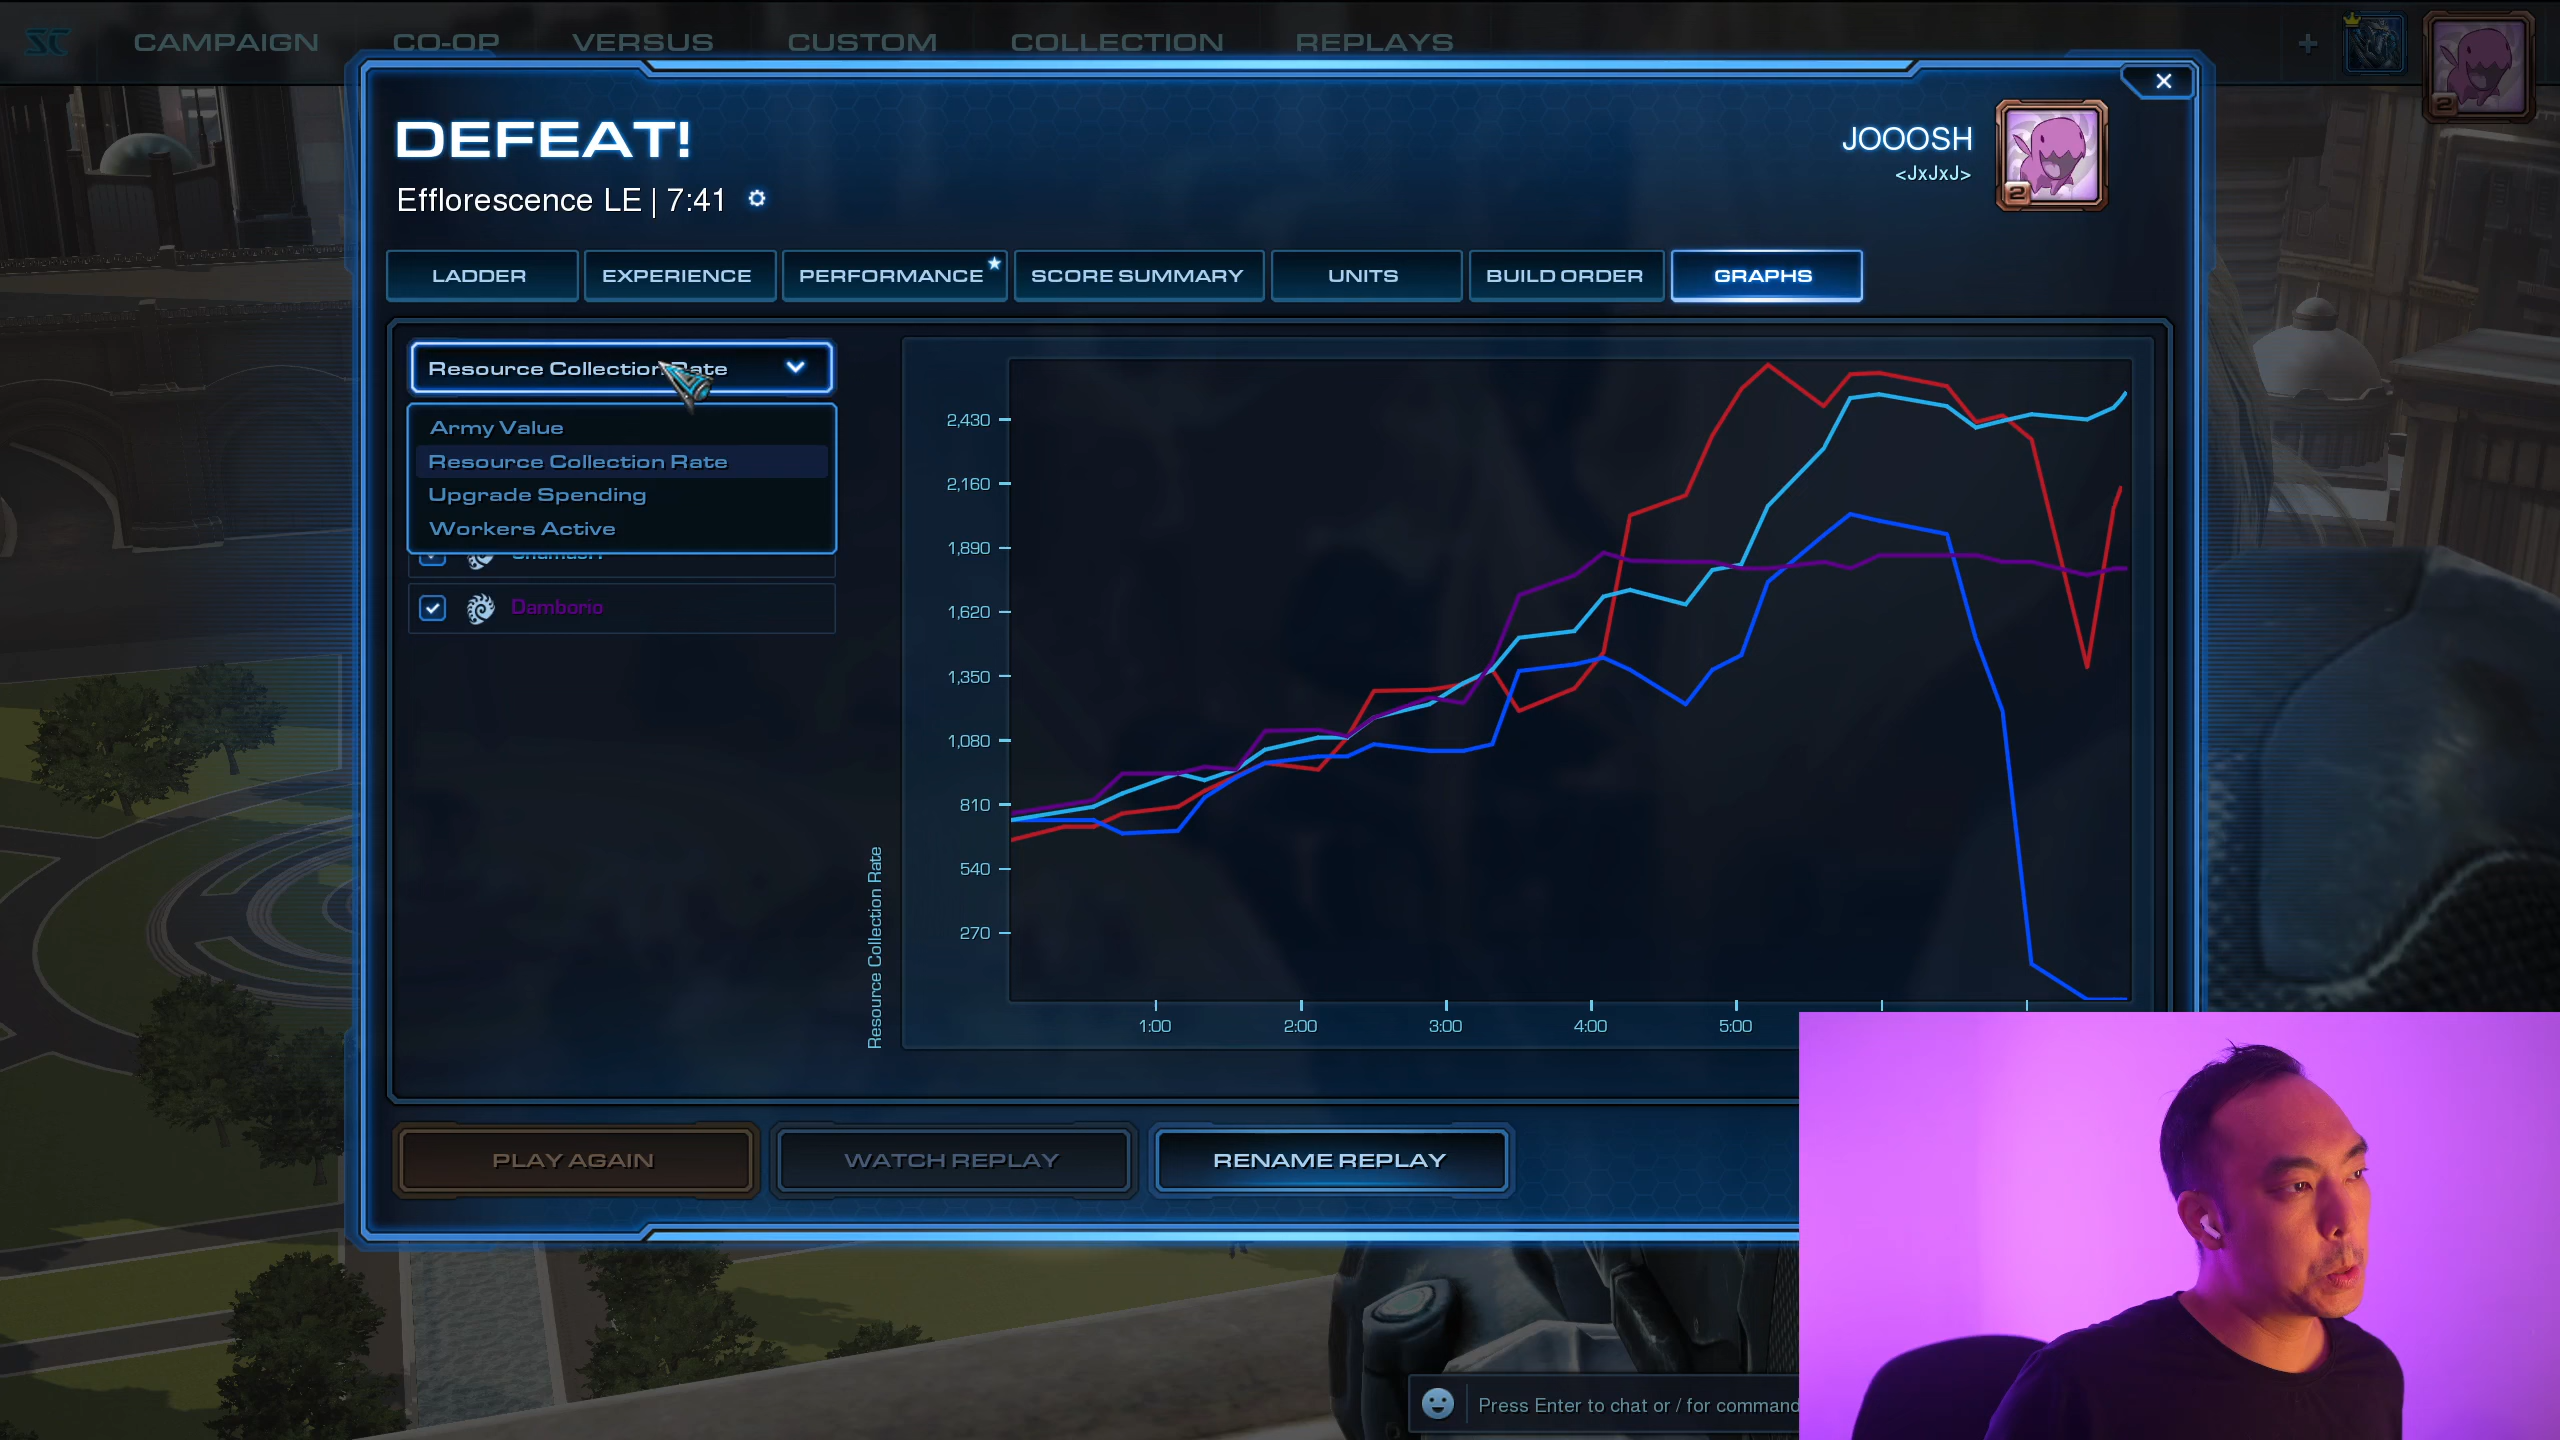 CAMPAIGN CO-OP VERSUS CUSTOM COLLECTION REPLAYS
2
DEFEAT!
JOOOSH
<JxJxJ>
2
Efflorescence LE | 7:41
LADDER EXPERIENCE PERFORMANCE SCORE SUMMARY UNITS BUILD ORDER GRAPHS
Resource Collection Rate
Army Value
Resource Collection Rate
Upgrade Spending
Workers Active
Damborio
Resource Collection Rate
2,430
2,160
1,890
1,620
1,350
1,080
810
540
270
1:00 2:00 3:00 4:00 5:00
PLAY AGAIN WATCH REPLAY RENAME REPLAY
Press Enter to chat or / for command